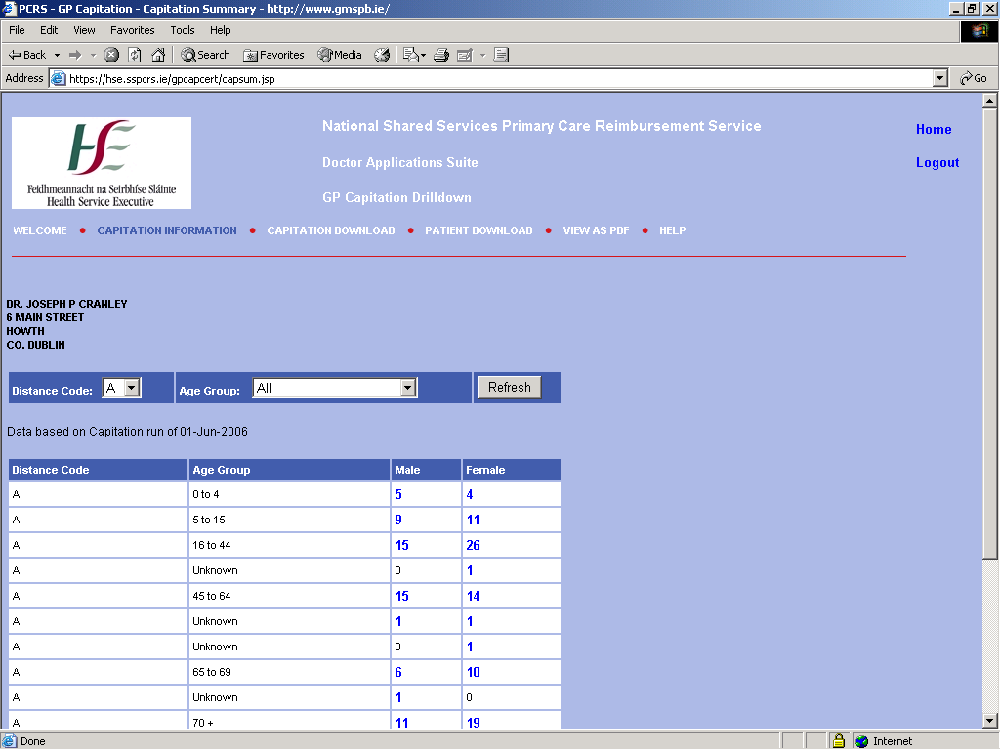 PCRS - GP Capitation - Capitation Summary - http://www.gmspb.ie/
File Edit View Favorites Tools Help
Back Search Favorites Media
Address https://hse.sspcrs.ie/gpcapcert/capsum.jsp Go
National Shared Services Primary Care Reimbursement Service
Home
Doctor Applications Suite
Logout
Feidhmeannacht na Seirbhíse Sláinte
Health Service Executive
GP Capitation Drilldown
WELCOME CAPITATION INFORMATION CAPITATION DOWNLOAD PATIENT DOWNLOAD VIEW AS PDF HELP
DR. JOSEPH P CRANLEY
6 MAIN STREET
HOWTH
CO. DUBLIN
Distance Code: A Age Group: All Refresh
Data based on Capitation run of 01-Jun-2006
Distance Code Age Group Male Female
A 0 to 4 5 4
A 5 to 15 9 11
A 16 to 44 15 26
A Unknown 0 1
A 45 to 64 15 14
A Unknown 1 1
A Unknown 0 1
A 65 to 69 6 10
A Unknown 1 0
A 70 + 11 19
Done Internet